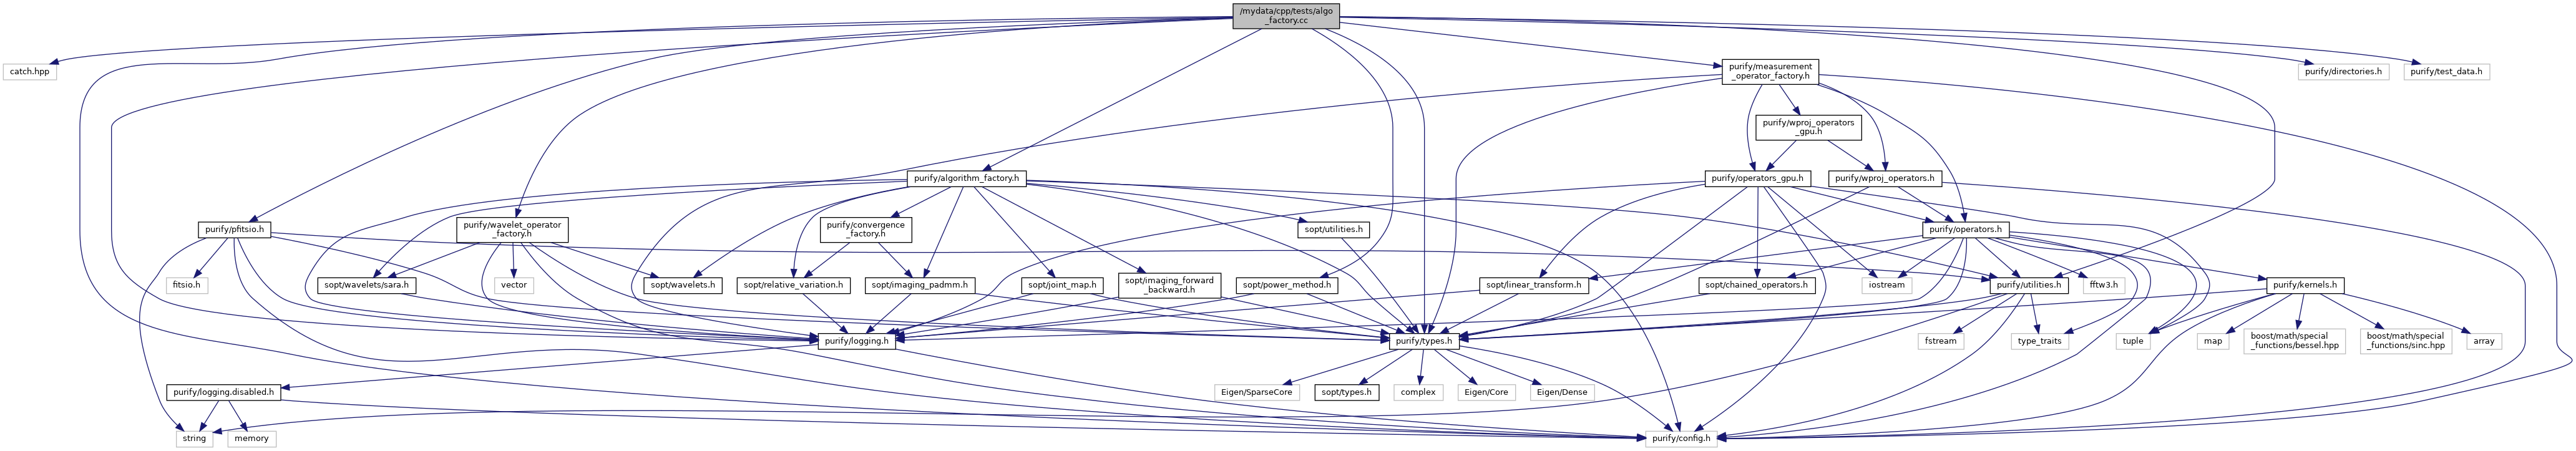 /mydata/cpp/tests/algo
_factory.cc
catch.hpp
purify/measurement
_operator_factory.h
purify/directories.h
purify/test_data.h
purify/wproj_operators
_gpu.h
purify/algorithm_factory.h
purify/operators_gpu.h
purify/wproj_operators.h
purify/pfitsio.h
purify/wavelet_operator
_factory.h
purify/convergence
_factory.h
sopt/utilities.h
purify/operators.h
fitsio.h
sopt/wavelets/sara.h
vector
sopt/wavelets.h
sopt/relative_variation.h
sopt/imaging_padmm.h
sopt/joint_map.h
sopt/imaging_forward
_backward.h
sopt/power_method.h
sopt/linear_transform.h
sopt/chained_operators.h
iostream
purify/utilities.h
fftw3.h
purify/kernels.h
purify/logging.h
purify/types.h
fstream
type_traits
tuple
map
boost/math/special
_functions/bessel.hpp
boost/math/special
_functions/sinc.hpp
array
purify/logging.disabled.h
Eigen/SparseCore
sopt/types.h
complex
Eigen/Core
Eigen/Dense
string
memory
purify/config.h